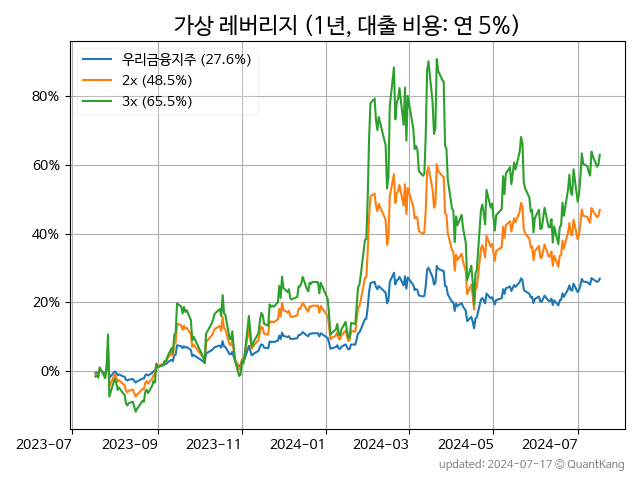 가상 레버리지 (1년, 대출 비용: 연 5%)
우리금융지주 (27.6%)
2x (48.5%)
3x (65.5%)
80%
60%
40%
20%
0%
2023-07 2023-09 2023-11 2024-01 2024-03 2024-05 2024-07
updated: 2024-07-17 © QuantKang